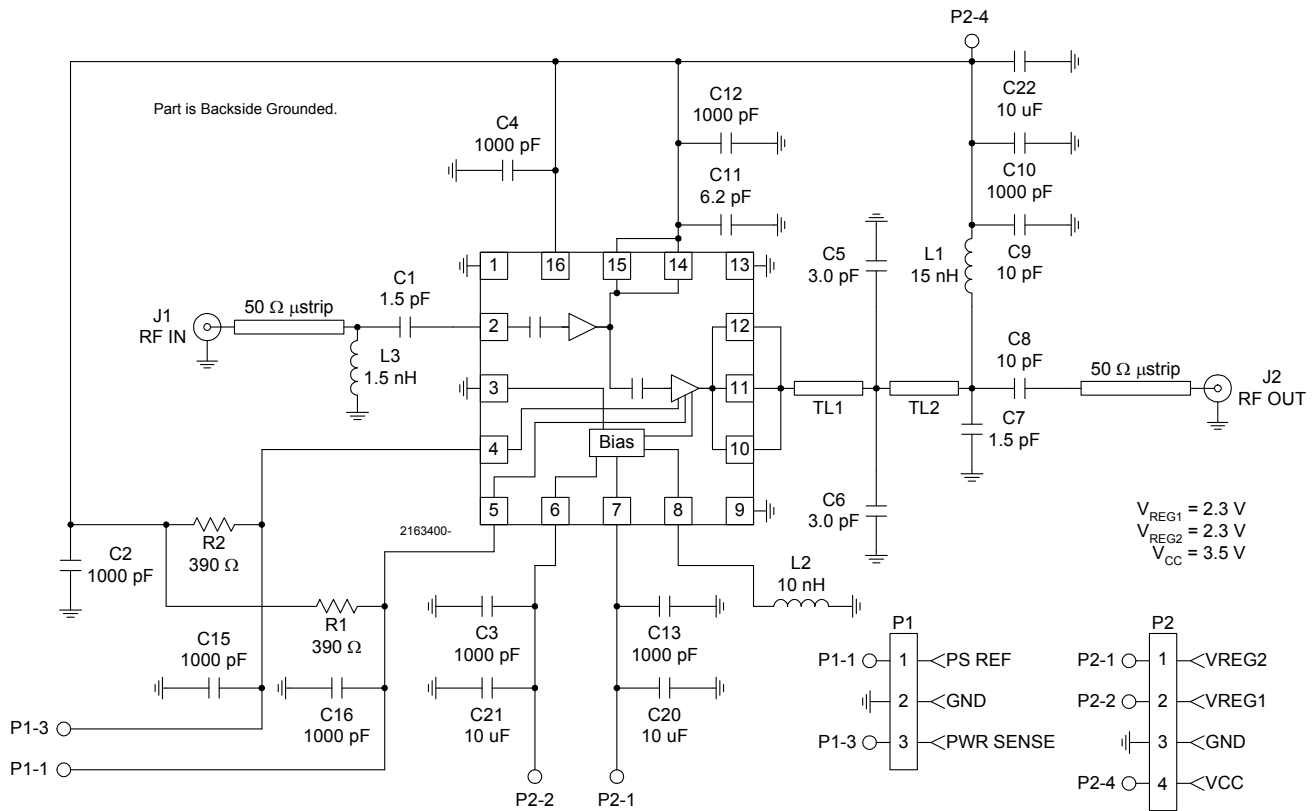 P2-4
Part is Backside Grounded.
C22
10 uF
C12
1000 pF
C4
1000 pF
C10
1000 pF
C11
6.2 pF
C9
10 pF
L1
15 nH
C5
3.0 pF
1
16
15
14
13
C1
1.5 pF
50 Ω μstrip
J1
RF IN
L3
1.5 nH
2
12
3
11
4
10
Bias
5
6
7
8
9
TL1
TL2
C8
10 pF
50 Ω μstrip
J2
RF OUT
C7
1.5 pF
C6
3.0 pF
2163400-
VREG1 = 2.3 V
VREG2 = 2.3 V
VCC = 3.5 V
R2
390 Ω
C2
1000 pF
R1
390 Ω
L2
10 nH
C15
1000 pF
C16
1000 pF
C3
1000 pF
C13
1000 pF
C21
10 uF
C20
10 uF
P1-3
P1-1
P2-2
P2-1
P1
P1-1
1
PS REF
2
GND
P1-3
3
PWR SENSE
P2
P2-1
1
VREG2
P2-2
2
VREG1
3
GND
P2-4
4
VCC